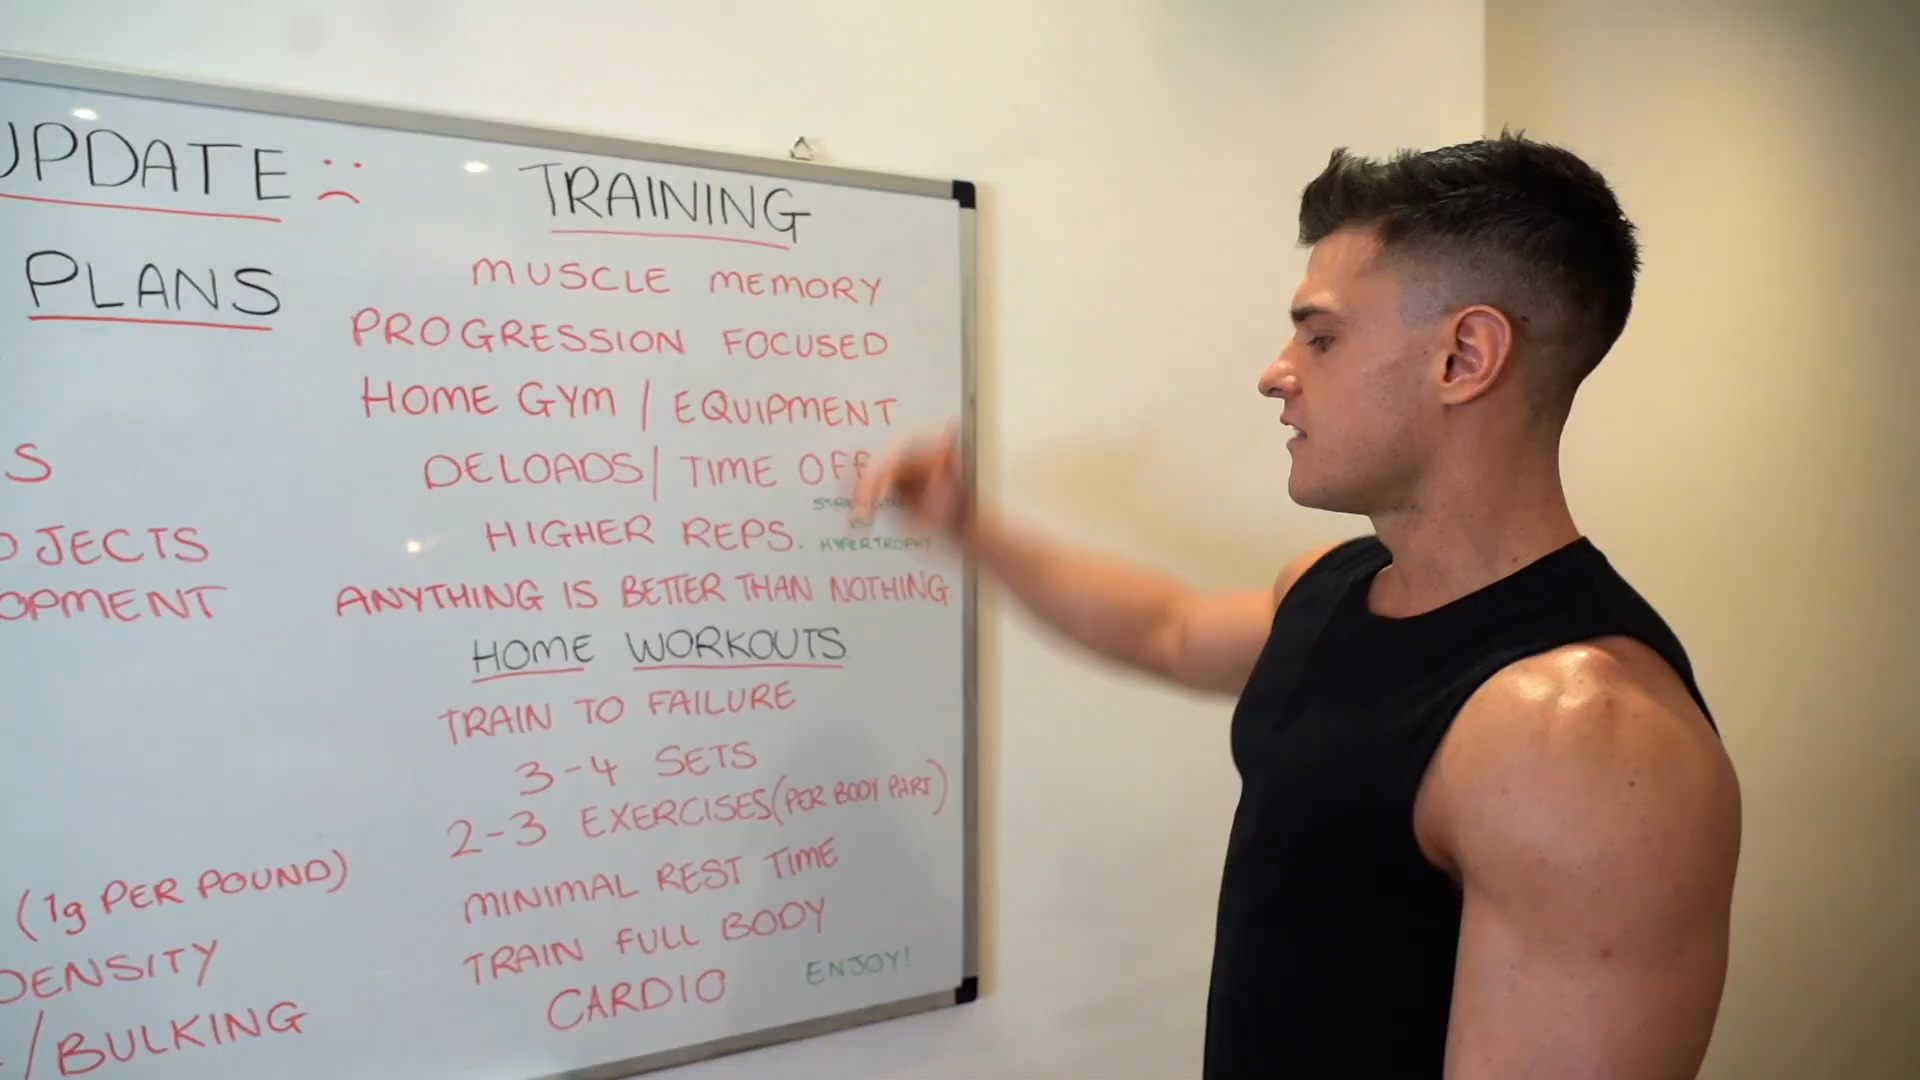 UPDATE :(
PLANS
S
OJECTS
OPMENT
(1g PER POUND)
DENSITY
/BULKING
TRAINING
MUSCLE MEMORY
PROGRESSION FOCUSED
HOME GYM / EQUIPMENT
DELOADS / TIME OFF
HIGHER REPS.
HYPERTROPHY
ANYTHING IS BETTER THAN NOTHING.
HOME WORKOUTS.
TRAIN TO FAILURE
3-4 SETS
2-3 EXERCISES (PER BODY PART)
MINIMAL REST TIME
TRAIN FULL BODY
CARDIO
ENJOY!